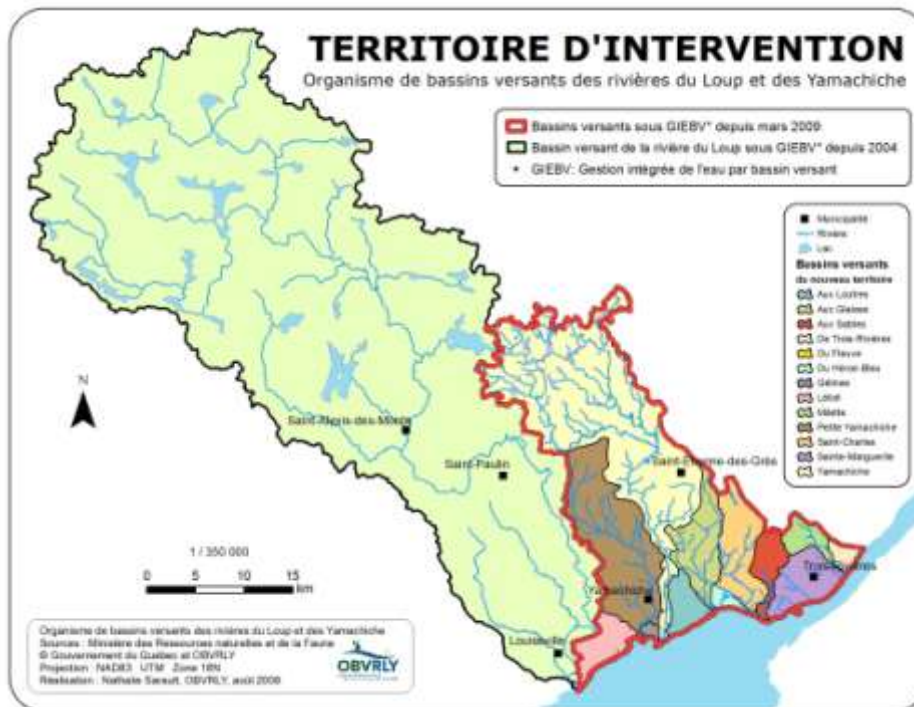 TERRITOIRE D'INTERVENTION
Organisme de bassins versants des rivières du Loup et des Yamachiche
Bassins versants sous GIEBV* depuis mars 2009
Bassin versant de la rivière du Loup sous GIEBV* depuis 2004
* GIEBV: Gestion intégrée de l'eau par bassin versant
Municipalité
Rivière
Lac
Bassins versants
du nouveau territoire
Aux Loutres
Aux Glaises
Aux Sables
De Trois-Rivières
Du Fleuve
Du Héron Bleu
Lottot
Milette
Petite Yamachiche
Saint-Charles
Sainte-Marguerite
Yamachiche
N
Saint-Alexis-des-Monts
Saint-Paulin
Saint-Étienne-des-Grès
Trois-Rivières
Yamachiche
Louiseville
1 / 350 000
0 5 10 15
km
Organisme de bassins versants des rivières du Loup et des Yamachiche
Sources : Ministère des Ressources naturelles et de la Faune
© Gouvernement du Québec et OBVRLY
Projection : NAD83 UTM Zone 18N
Réalisation : Nathalie Sarault, OBVRLY, août 2009
OBVRLY